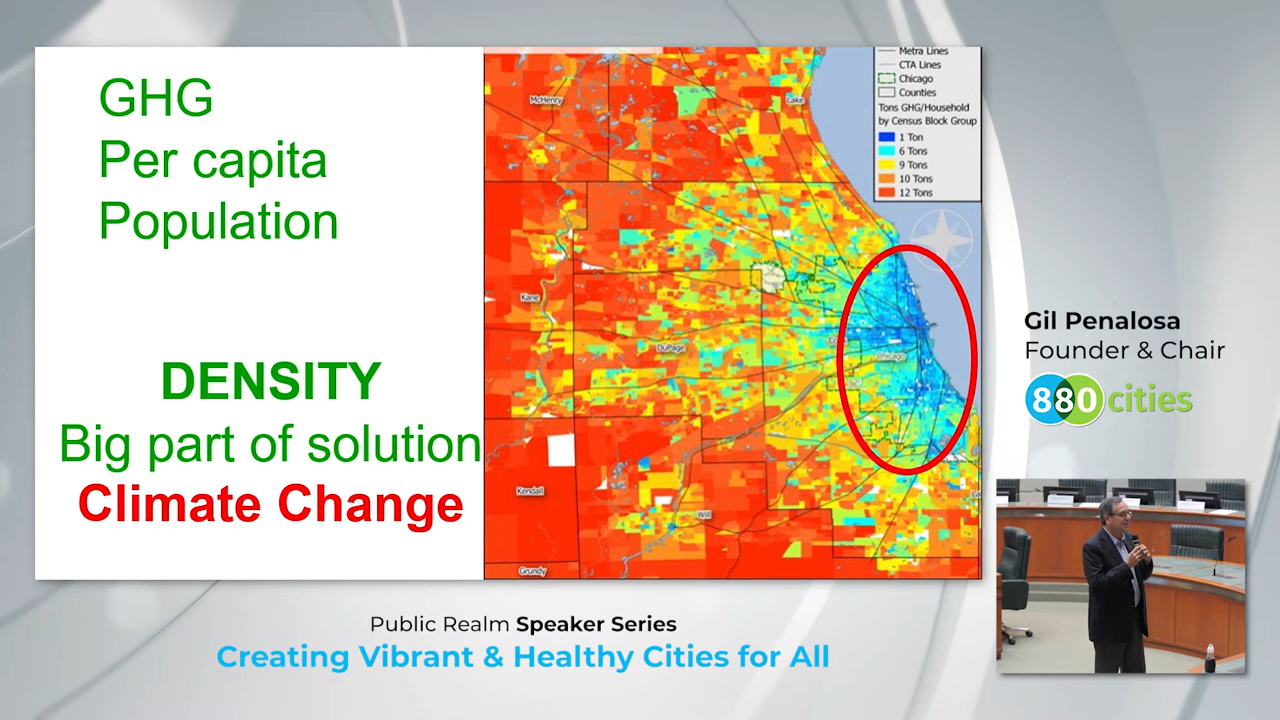 GHG
Per capita
Population
DENSITY
Big part of solution
Climate Change
Metra Lines
CTA Lines
Chicago
Counties
Tons GHG/Household
by Census Block Group
1 Ton
6 Tons
9 Tons
10 Tons
12 Tons
McHenry
Lake
Kane
DuPage
Chicago
Kendall
Will
Grundy
Gil Penalosa
Founder & Chair
880 cities
Public Realm Speaker Series
Creating Vibrant & Healthy Cities for All